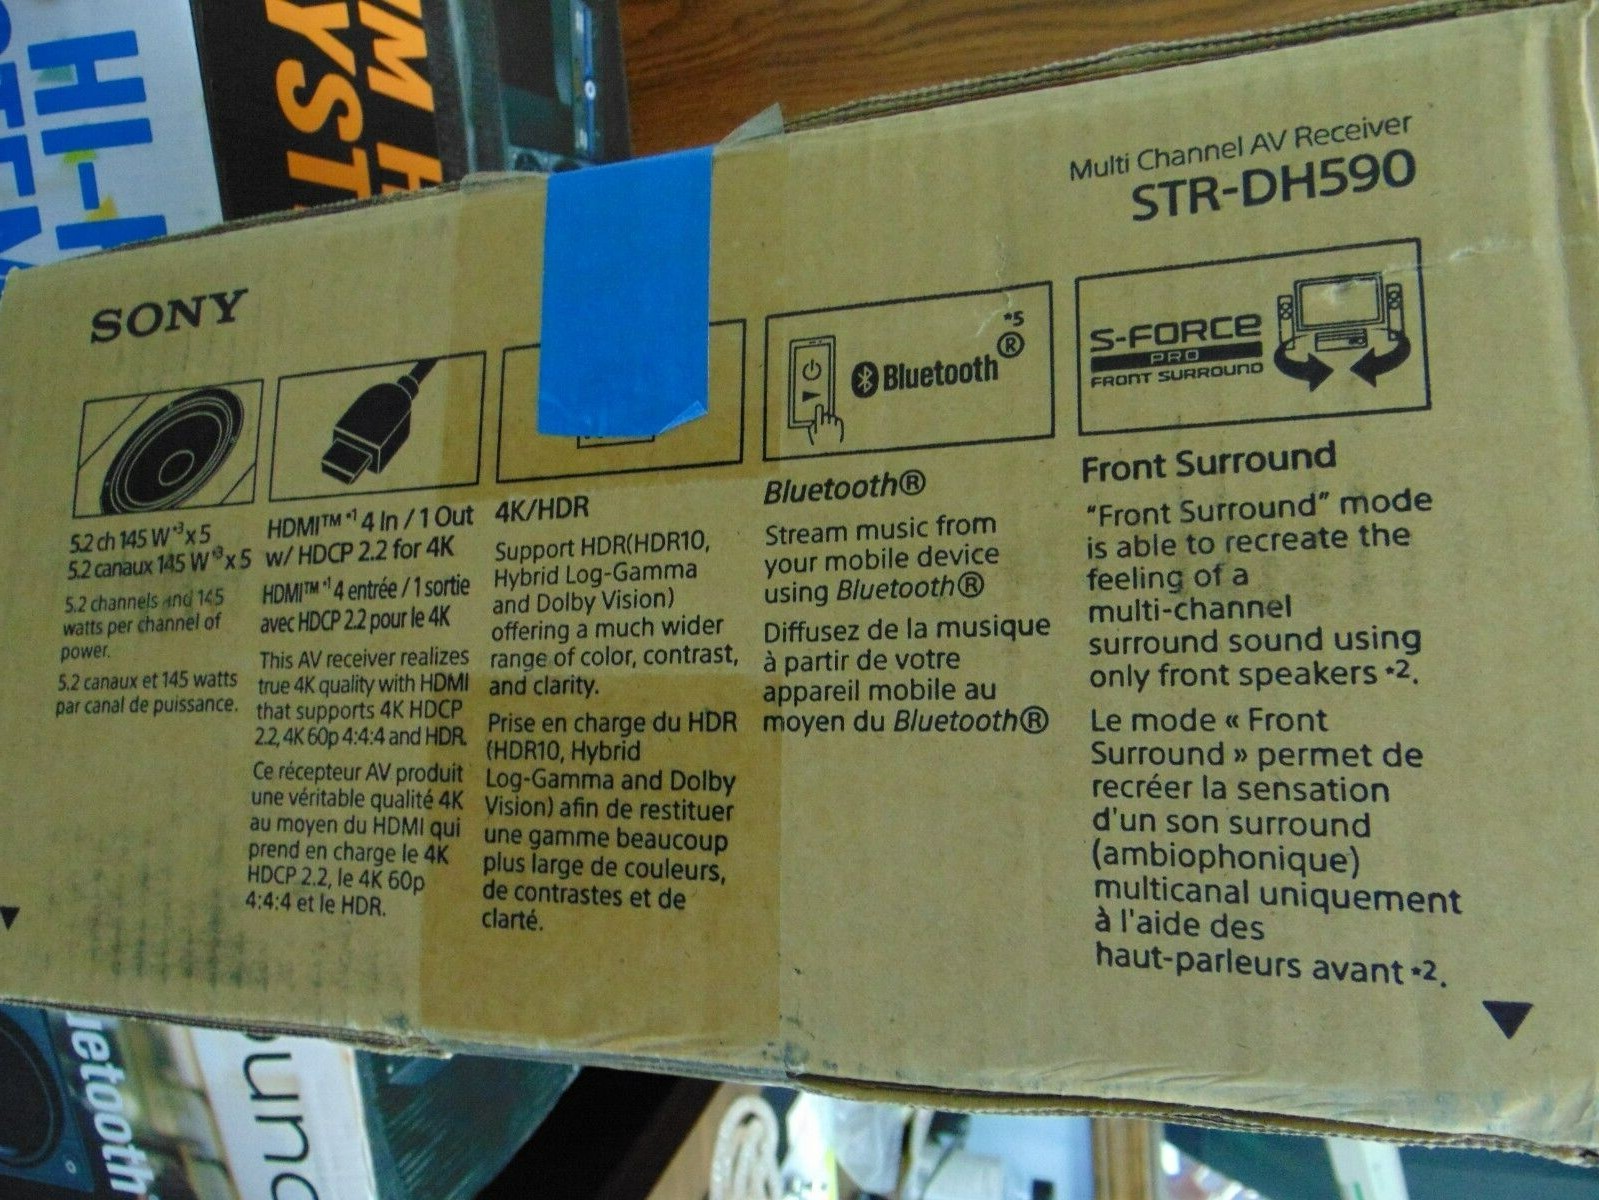 HI-
UM H
YST
Multi Channel AV Receiver
STR-DH590
SONY
*5
Bluetooth®
S-FORCE
PRO
FRONT SURROUND
5.2 ch 145 W*3 x 5
5.2 canaux 145 W*3 x 5
5.2 channels and 145
watts per channel of
power.
5.2 canaux et 145 watts
par canal de puissance.
HDMI™*1 4 In / 1 Out
w/ HDCP 2.2 for 4K
HDMI™*1 4 entrée / 1 sortie
avec HDCP 2.2 pour le 4K
This AV receiver realizes
true 4K quality with HDMI
that supports 4K HDCP
2.2, 4K 60p 4:4:4 and HDR.
Ce récepteur AV produit
une véritable qualité 4K
au moyen du HDMI qui
prend en charge le 4K
HDCP 2.2, le 4K 60p
4:4:4 et le HDR.
4K/HDR
Support HDR(HDR10,
Hybrid Log-Gamma
and Dolby Vision)
offering a much wider
range of color, contrast,
and clarity.
Prise en charge du HDR
(HDR10, Hybrid
Log-Gamma and Dolby
Vision) afin de restituer
une gamme beaucoup
plus large de couleurs,
de contrastes et de
clarté.
Bluetooth®
Stream music from
your mobile device
using Bluetooth®
Diffusez de la musique
à partir de votre
appareil mobile au
moyen du Bluetooth®
Front Surround
"Front Surround" mode
is able to recreate the
feeling of a
multi-channel
surround sound using
only front speakers *2.
Le mode « Front
Surround » permet de
recréer la sensation
d'un son surround
(ambiophonique)
multicanal uniquement
à l'aide des
haut-parleurs avant *2.
uetooth
ound